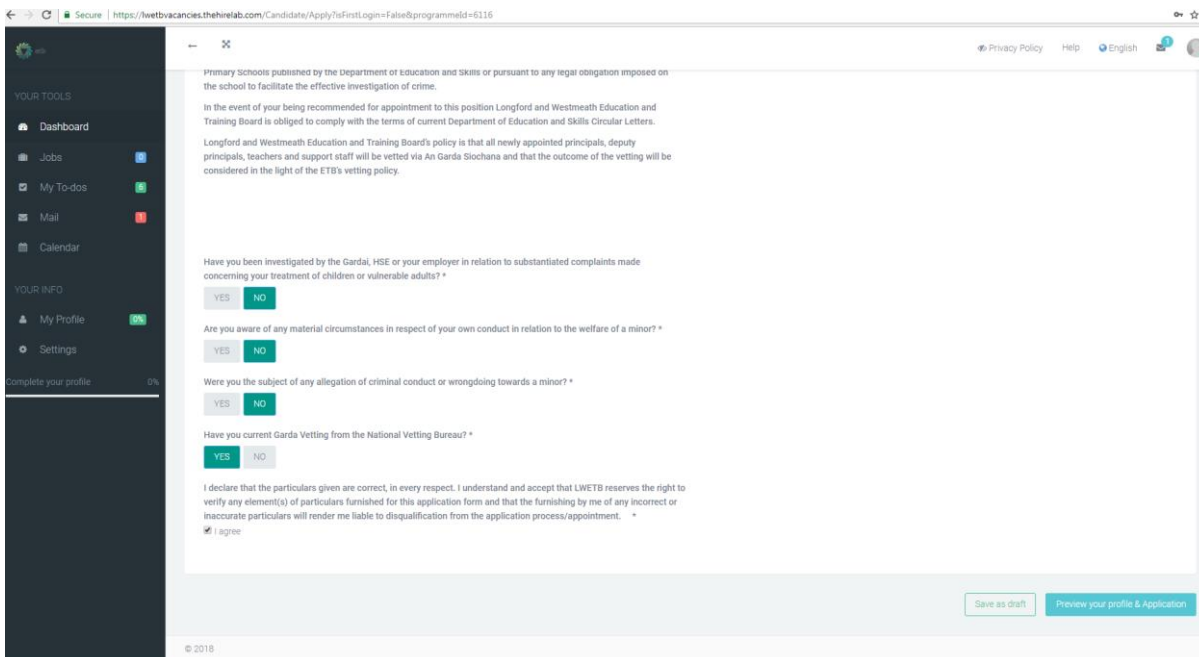 Secure | https://lwetbvacancies.thehirelab.com/Candidate/Apply?isFirstLogin=False&programmeId=6116
etb
Privacy Policy Help English 1
YOUR TOOLS
Dashboard
Jobs 0
My To-dos 6
Mail 1
Calendar
YOUR INFO
My Profile 0%
Settings
Complete your profile 0%
Primary Schools published by the Department of Education and Skills or pursuant to any legal obligation imposed on
the school to facilitate the effective investigation of crime.
In the event of your being recommended for appointment to this position Longford and Westmeath Education and
Training Board is obliged to comply with the terms of current Department of Education and Skills Circular Letters.
Longford and Westmeath Education and Training Board's policy is that all newly appointed principals, deputy
principals, teachers and support staff will be vetted via An Garda Siochana and that the outcome of the vetting will be
considered in the light of the ETB's vetting policy.
Have you been investigated by the Gardai, HSE or your employer in relation to substantiated complaints made
concerning your treatment of children or vulnerable adults? *
YES NO
Are you aware of any material circumstances in respect of your own conduct in relation to the welfare of a minor? *
YES NO
Were you the subject of any allegation of criminal conduct or wrongdoing towards a minor? *
YES NO
Have you current Garda Vetting from the National Vetting Bureau? *
YES NO
I declare that the particulars given are correct, in every respect. I understand and accept that LWETB reserves the right to
verify any element(s) of particulars furnished for this application form and that the furnishing by me of any incorrect or
inaccurate particulars will render me liable to disqualification from the application process/appointment. *
I agree
Save as draft Preview your profile & Application
© 2018